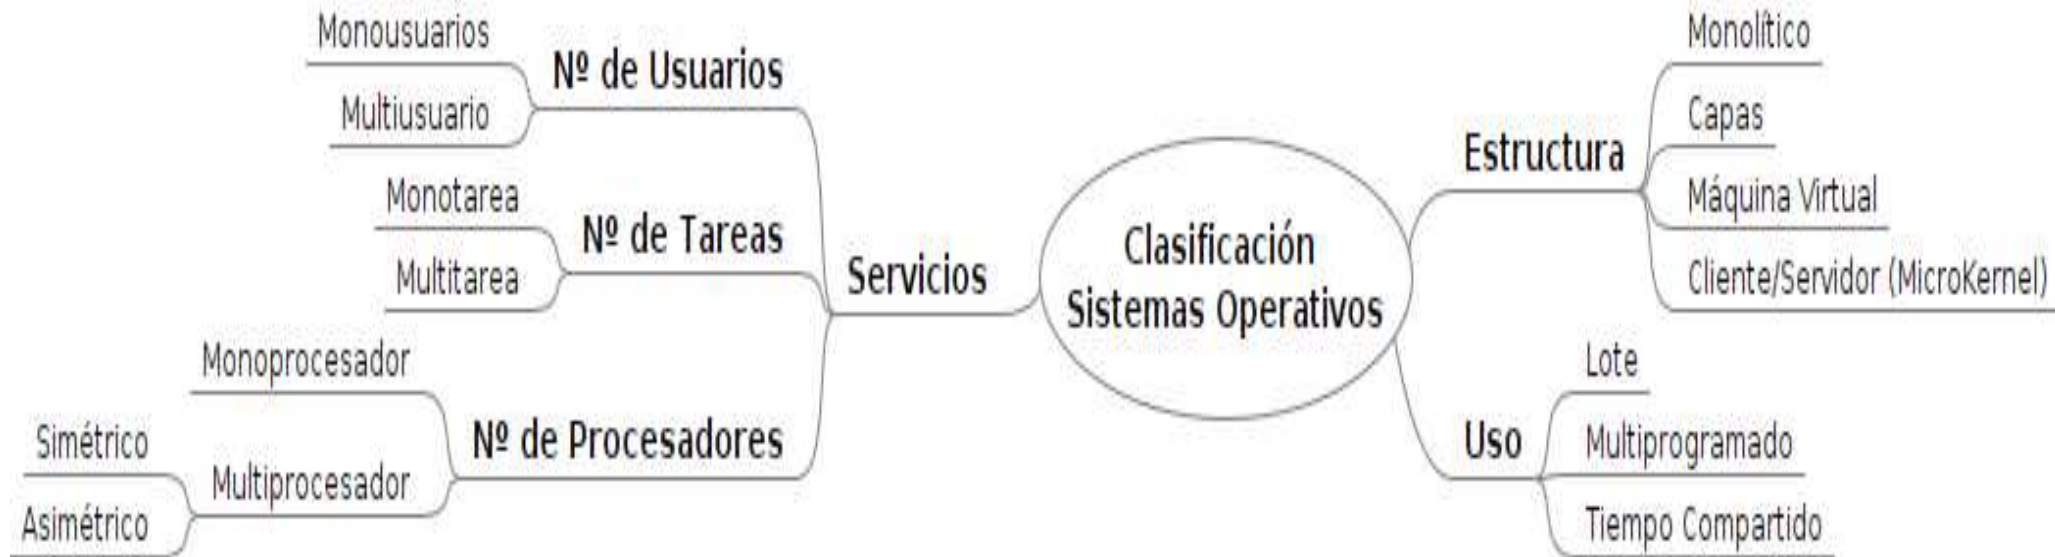 Monousuarios
Multiusuario
Nº de Usuarios
Monotarea
Multitarea
Nº de Tareas
Monoprocesador
Simétrico
Asimétrico
Multiprocesador
Nº de Procesadores
Servicios
Clasificación
Sistemas Operativos
Estructura
Monolítico
Capas
Máquina Virtual
Cliente/Servidor (MicroKernel)
Uso
Lote
Multiprogramado
Tiempo Compartido